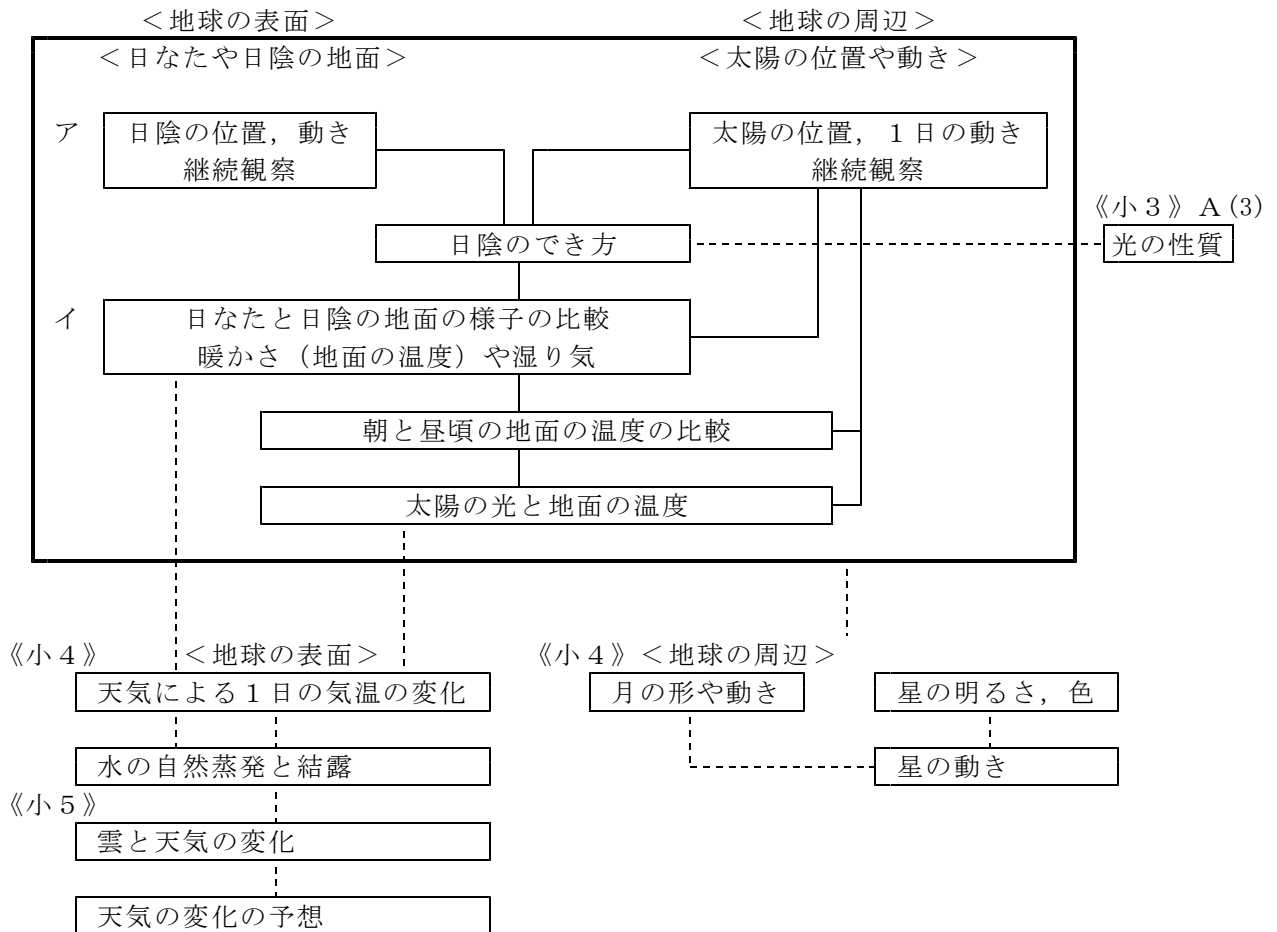 <地球の表面> <地球の周辺>
<日なたや日陰の地面> <太陽の位置や動き>
ア 日陰の位置，動き
継続観察
太陽の位置，１日の動き
継続観察
《小３》Ａ(3)
日陰のでき方
光の性質
イ 日なたと日陰の地面の様子の比較
暖かさ（地面の温度）や湿り気
朝と昼頃の地面の温度の比較
太陽の光と地面の温度
《小４》 <地球の表面>
《小４》<地球の周辺>
天気による１日の気温の変化
月の形や動き
星の明るさ，色
水の自然蒸発と結露
星の動き
《小５》
雲と天気の変化
天気の変化の予想